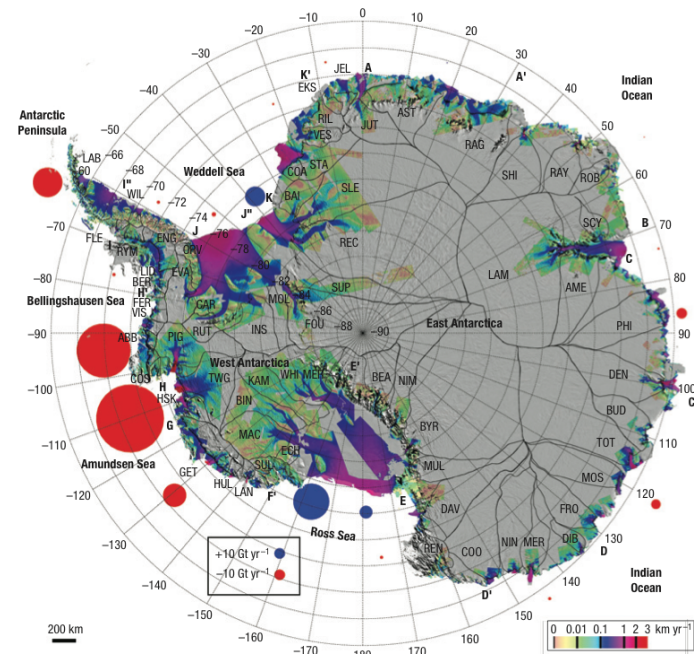 -10
0
10
-20
20
-30
30
-40
40
-50
50
60
70
80
90
100
110
120
130
140
150
160
170
180
-170
-160
-150
-140
-130
-120
-110
-100
-90
-80
-70
-60
-66
-68
-70
-72
-74
-76
-78
-80
-82
-84
-86
-88
-90
Indian
Ocean
Antarctic
Peninsula
Weddell Sea
Bellingshausen Sea
Amundsen Sea
Ross Sea
West Antarctica
East Antarctica
Indian
Ocean
K'
JEL
A
A'
EKS
RIL
VES
JUT
AST
RAG
SHI
RAY
ROB
STA
COA
BAI
SLE
REC
SCY
B
C
LAM
AME
PHI
DEN
C'
BUD
TOT
MOS
FRO
DIB
D
LAB
I"
WIL
K
J"
J
FLE
I
RYM
ENG
ORV
EVA
BER
H'
FER
VIS
ABB
COS
H
HSK
G
GET
HUL
LAN
F'
SUL
CAR
RUT
INS
MOL
FOU
SUP
PIG
TWG
KAM
WHI
MER
BIN
MAC
ECH
E'
BEA
NIM
BYR
MUL
E
DAV
REN
COO
D'
NIN
MER
+10 Gt yr⁻¹
−10 Gt yr⁻¹
200 km
0 0.01 0.1 1 2 3 km yr⁻¹